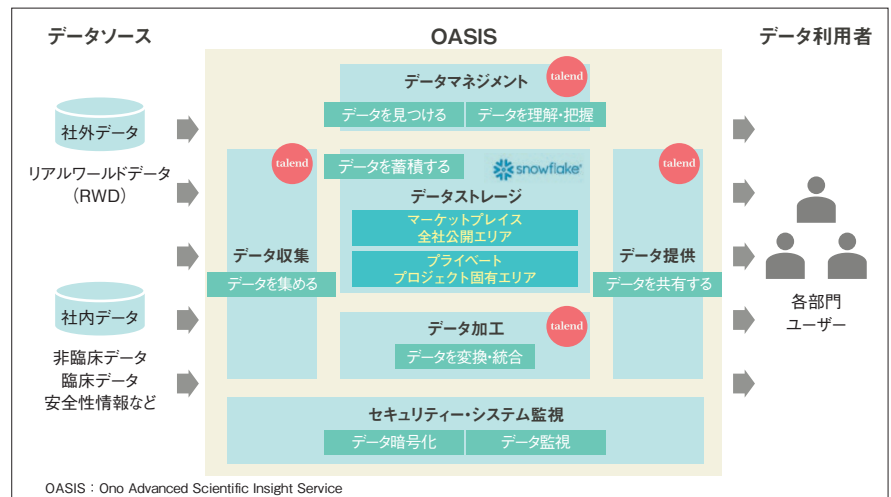 データソース
OASIS
データ利用者
社外データ
リアルワールドデータ
(RWD)
社内データ
非臨床データ
臨床データ
安全性情報など
データマネジメント
talend
データを見つける
データを理解・把握
talend
データ収集
データを集める
データを蓄積する
snowflake®
データストレージ
マーケットプレイス
全社公開エリア
プライベート
プロジェクト固有エリア
talend
データ提供
データを共有する
データ加工
talend
データを変換・統合
セキュリティー・システム監視
データ暗号化
データ監視
各部門
ユーザー
OASIS：Ono Advanced Scientific Insight Service